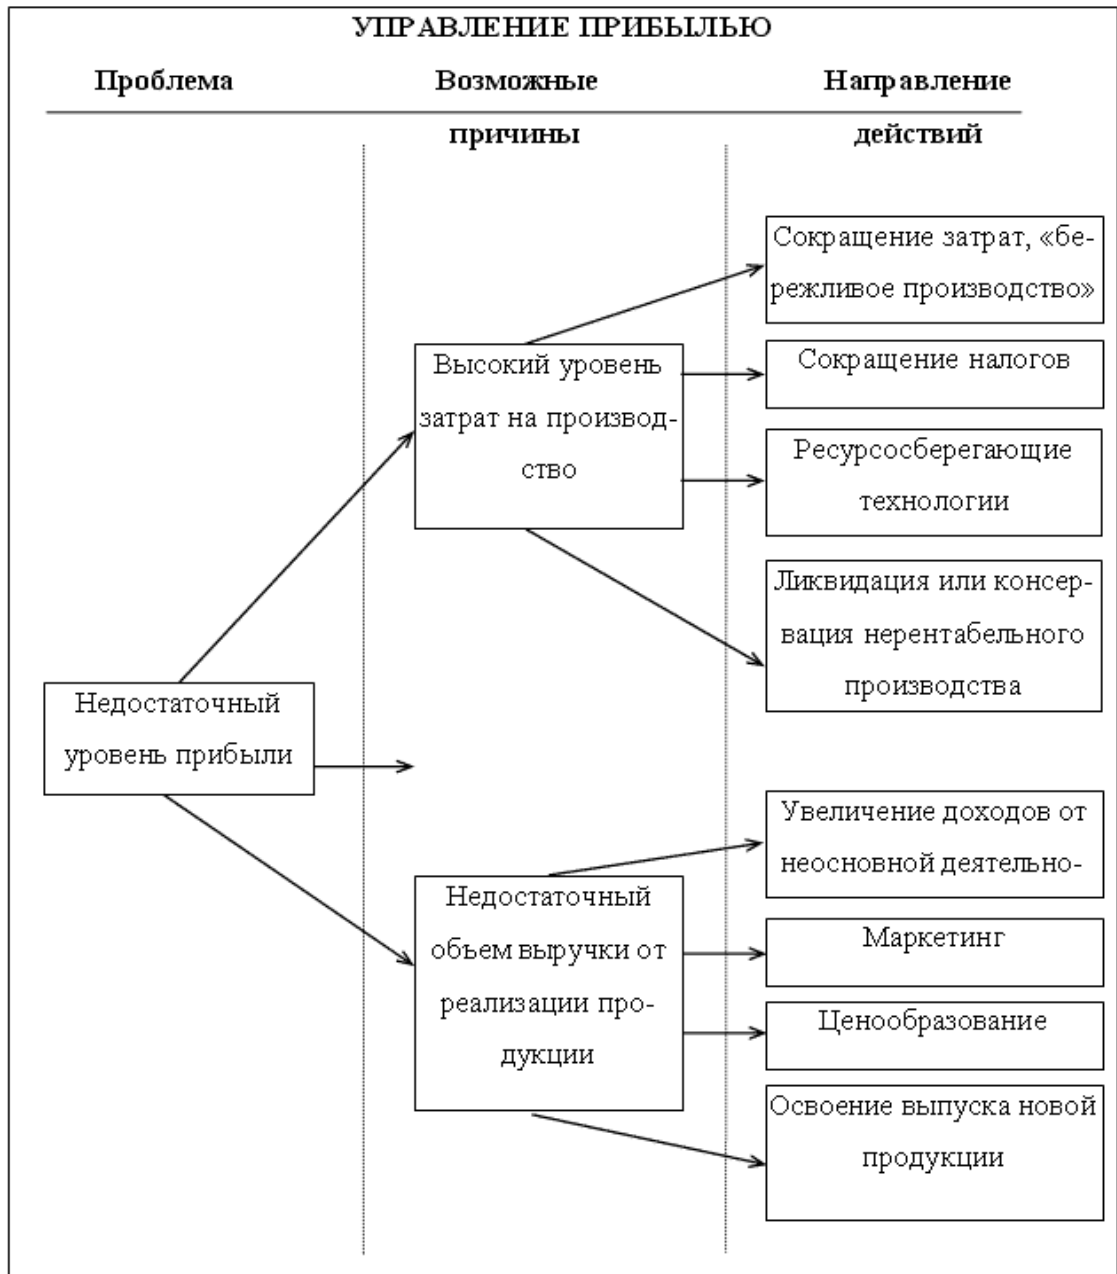 УПРАВЛЕНИЕ ПРИБЫЛЬЮ
Проблема
Возможные
причины
Направление
действий
Недостаточный
уровень прибыли
Высокий уровень
затрат на производ-
ство
Недостаточный
объем выручки от
реализации про-
дукции
Сокращение затрат, «бе-
режливое производство»
Сокращение налогов
Ресурсосберегающие
технологии
Ликвидация или консер-
вация нерентабельного
производства
Увеличение доходов от
неосновной деятельно-
Маркетинг
Ценообразование
Освоение выпуска новой
продукции